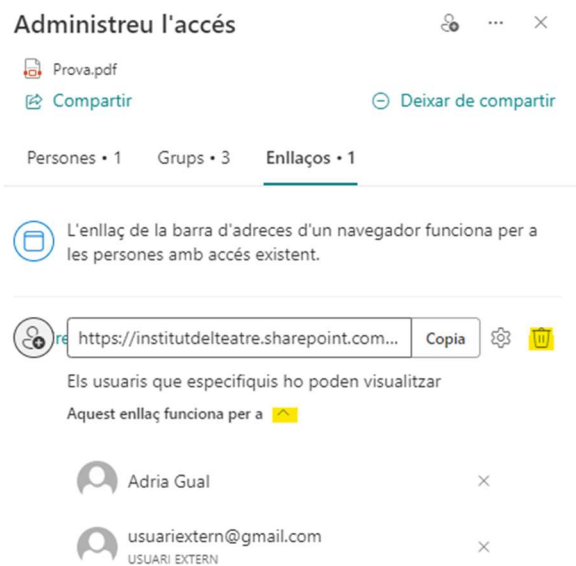 Administreu l'accés
Prova.pdf
Compartir
Deixar de compartir
Persones • 1 Grups • 3 Enllaços • 1
L'enllaç de la barra d'adreces d'un navegador funciona per a
les persones amb accés existent.
re https://institutdelteatre.sharepoint.com... Copia
Els usuaris que especifiquis ho poden visualitzar
Aquest enllaç funciona per a
Adria Gual
usuariextern@gmail.com
USUARI EXTERN